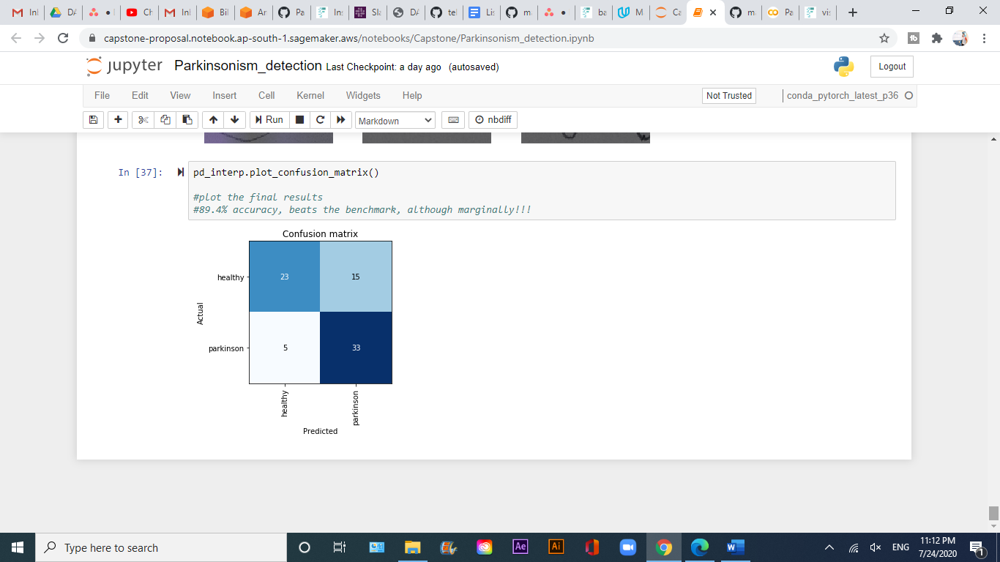 Inl
DA
●
Ch
Inl
Bil
Ar
Pa
Ins
Sla
DA
tel
Lis
m
●
ba
M
Ca
m
Pa
vis
capstone-proposal.notebook.ap-south-1.sagemaker.aws/notebooks/Capstone/Parkinsonism_detection.ipynb
jupyter Parkinsonism_detection Last Checkpoint: a day ago (autosaved)
Logout
File Edit View Insert Cell Kernel Widgets Help
Not Trusted
conda_pytorch_latest_p36
Run
Markdown
nbdiff
In [37]:
pd_interp.plot_confusion_matrix()
#plot the final results
#89.4% accuracy, beats the benchmark, although marginally!!!
Confusion matrix
Actual
healthy
23
15
parkinson
5
33
healthy
parkinson
Predicted
Type here to search
Ae
Ai
W
ENG
11:12 PM
7/24/2020
1